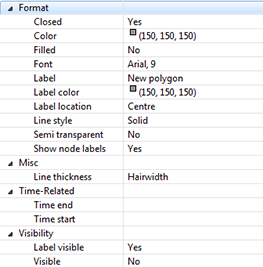 Format
Closed Yes
Color (150, 150, 150)
Filled No
Font Arial, 9
Label New polygon
Label color (150, 150, 150)
Label location Centre
Line style Solid
Semi transparent No
Show node labels Yes
Misc
Line thickness Hairwidth
Time-Related
Time end
Time start
Visibility
Label visible Yes
Visible No